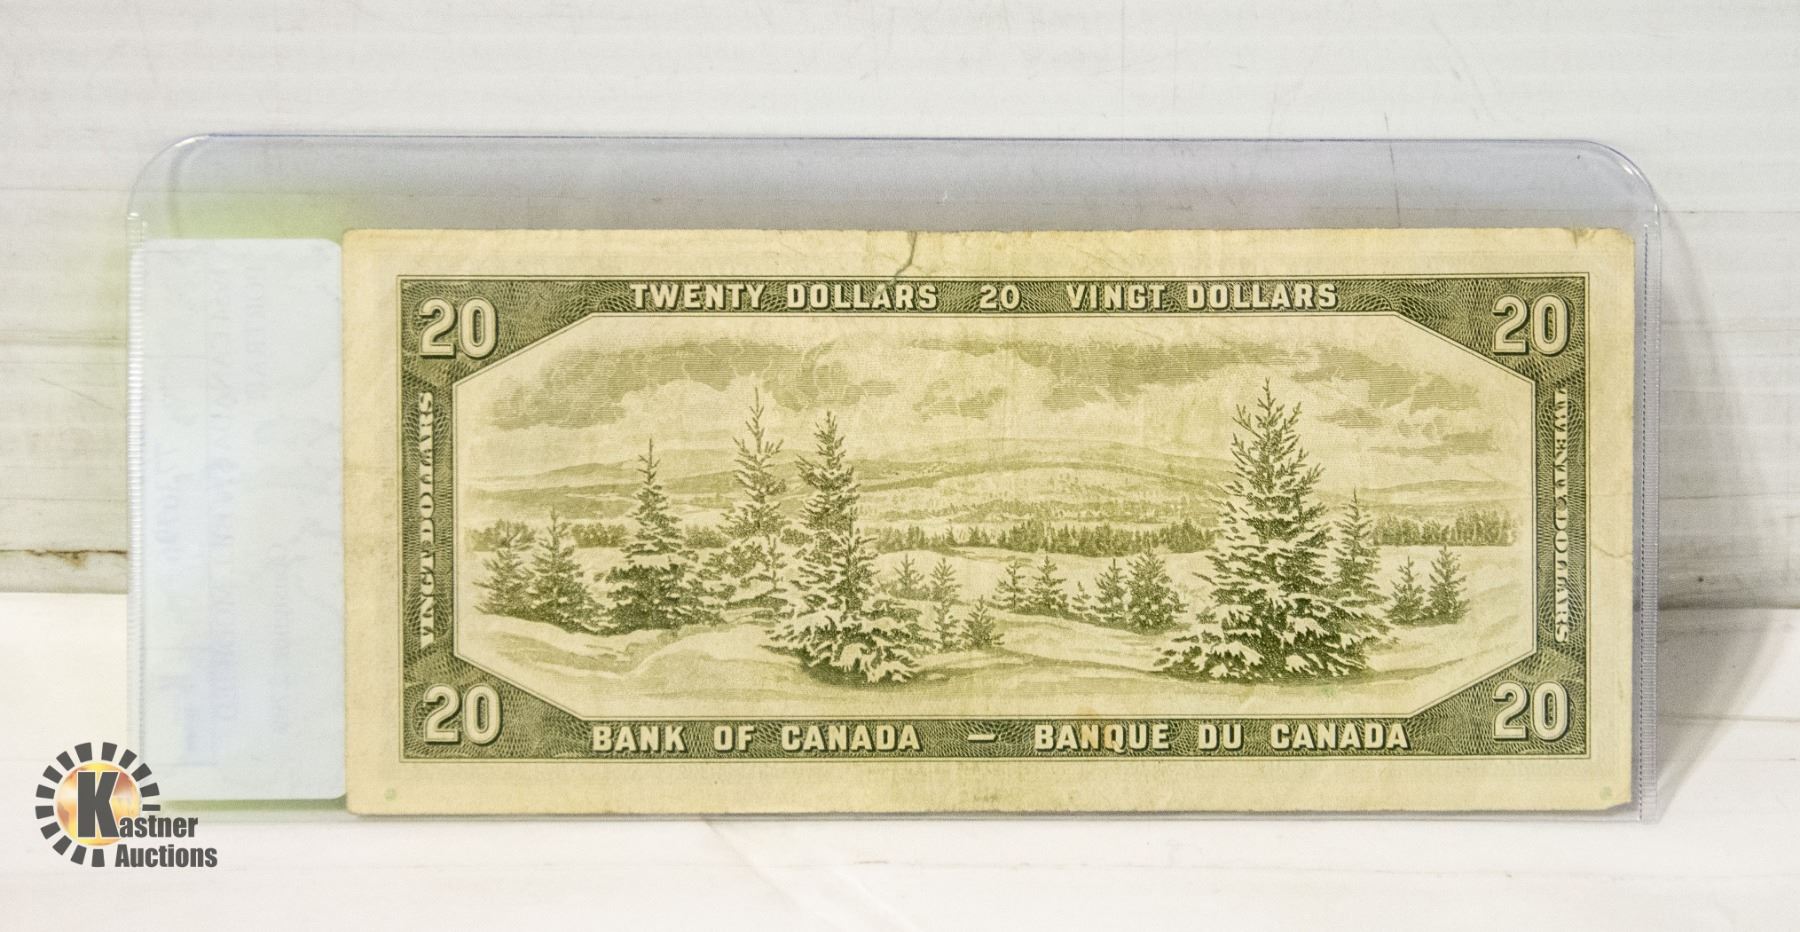 TWENTY DOLLARS 20 VINGT DOLLARS
20
20
VINGT DOLLARS
TWENTY DOLLARS
20
20
BANK OF CANADA — BANQUE DU CANADA
Kastner
Auctions